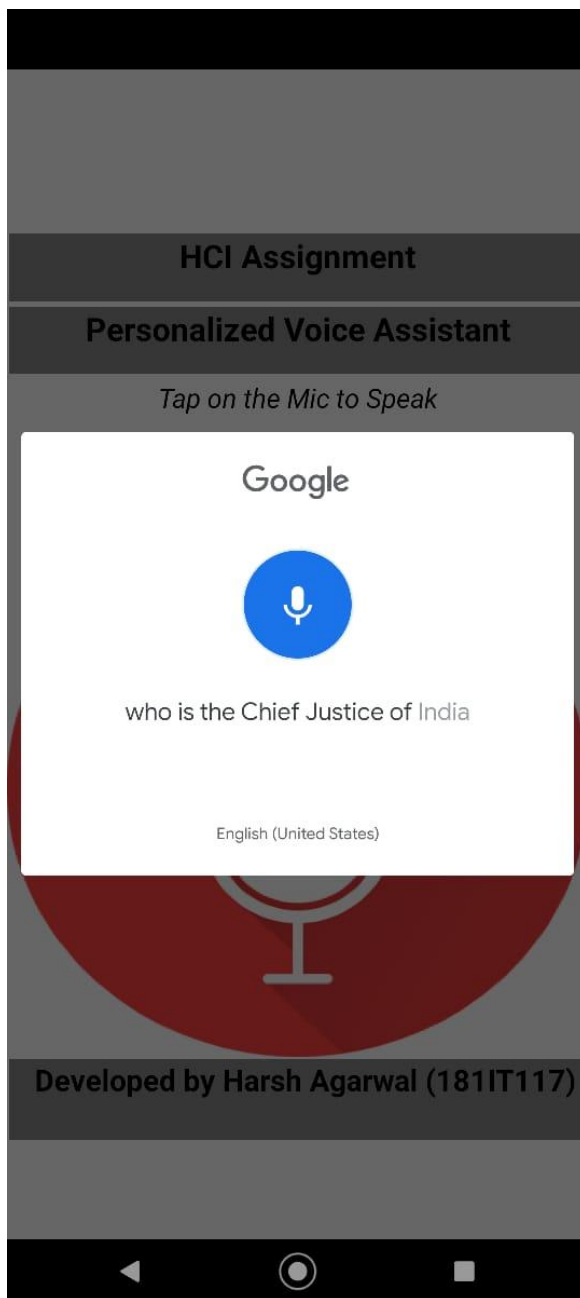 HCI Assignment
Personalized Voice Assistant
Tap on the Mic to Speak
Google
who is the Chief Justice of India
English (United States)
Developed by Harsh Agarwal (181IT117)